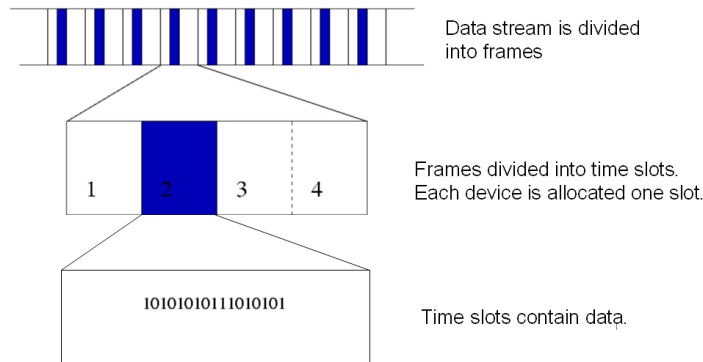 Data stream is divided
into frames
1 2 3 4
Frames divided into time slots.
Each device is allocated one slot.
10101010111010101
Time slots contain data.